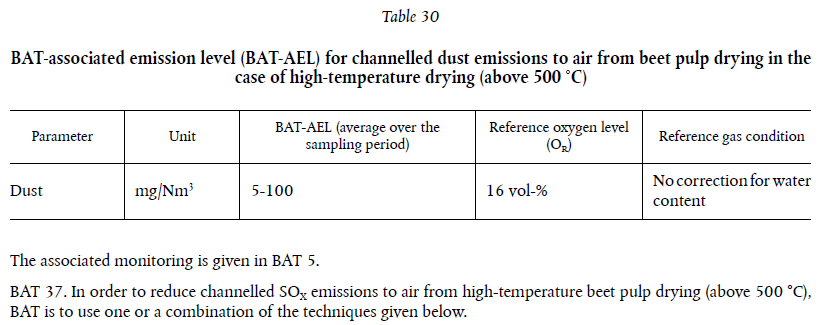 Table 30
BAT-associated emission level (BAT-AEL) for channelled dust emissions to air from beet pulp drying in the
case of high-temperature drying (above 500 °C)
Parameter
Unit
BAT-AEL (average over the
sampling period)
Reference oxygen level
(OR)
Reference gas condition
Dust
mg/Nm³
5-100
16 vol-%
No correction for water
content
The associated monitoring is given in BAT 5.
BAT 37. In order to reduce channelled SOX emissions to air from high-temperature beet pulp drying (above 500 °C),
BAT is to use one or a combination of the techniques given below.